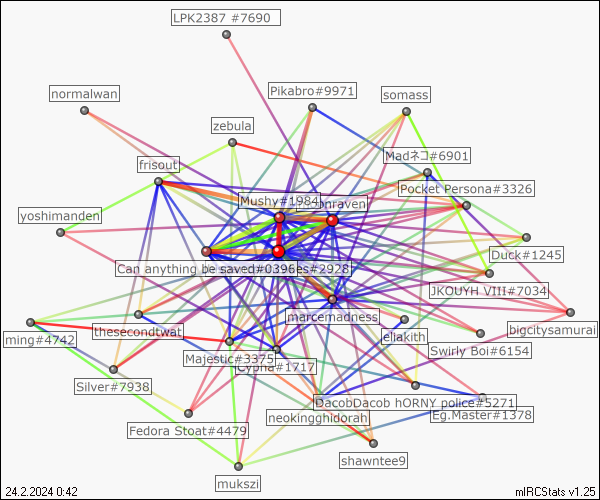 LPK2387 #7690
normalwan
Pikabro#9971
somass
zebula
Madネコ#6901
frisout
Pocket Persona#3326
Mushy#1984
onraven
yoshimanden
Duck#1245
Can anything be saved#0396
es#2928
JKOUYH VIII#7034
marcemadness
bigcitysamurai
thesecondtwat
ming#4742
eliakith
Majestic#3375
Swirly Boi#6154
Cypha#1717
Silver#7938
DacobDacob hORNY police#5271
neokingghidorah
Eg.Master#1378
Fedora Stoat#4479
shawntee9
mukszi
24.2.2024 0:42
mIRCStats v1.25